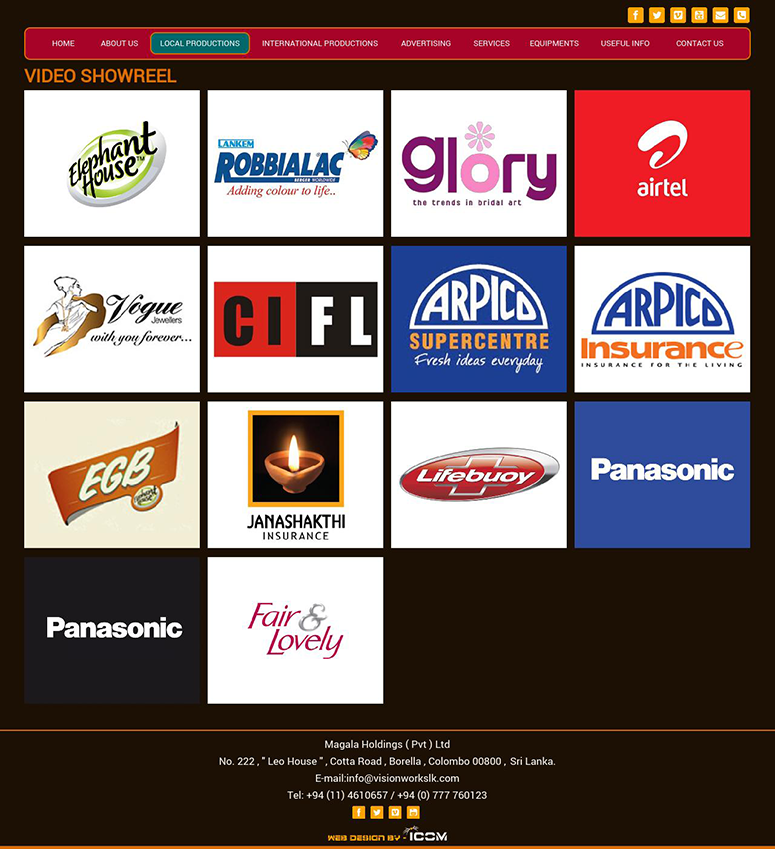 HOME ABOUT US LOCAL PRODUCTIONS INTERNATIONAL PRODUCTIONS ADVERTISING SERVICES EQUIPMENTS USEFUL INFO CONTACT US
VIDEO SHOWREEL
Elephant
House™
LANKEM
ROBBIALAC
BERGER WORLDWIDE
Adding colour to life..
glory
the trends in bridal art
airtel
Vogue
Jewellers
with you forever...
CIFL
ARPICO
SUPERCENTRE
Fresh ideas everyday
ARPICO
Insurance
INSURANCE FOR THE LIVING
EGB
Elephant
House
JANASHAKTHI
INSURANCE
Lifebuoy
Panasonic
Panasonic
Fair &
Lovely
Magala Holdings ( Pvt ) Ltd
No. 222 , " Leo House " , Cotta Road , Borella , Colombo 00800 , Sri Lanka.
E-mail:info@visionworkslk.com
Tel: +94 (11) 4610657 / +94 (0) 777 760123
WEB DESIGN BY - ICOM